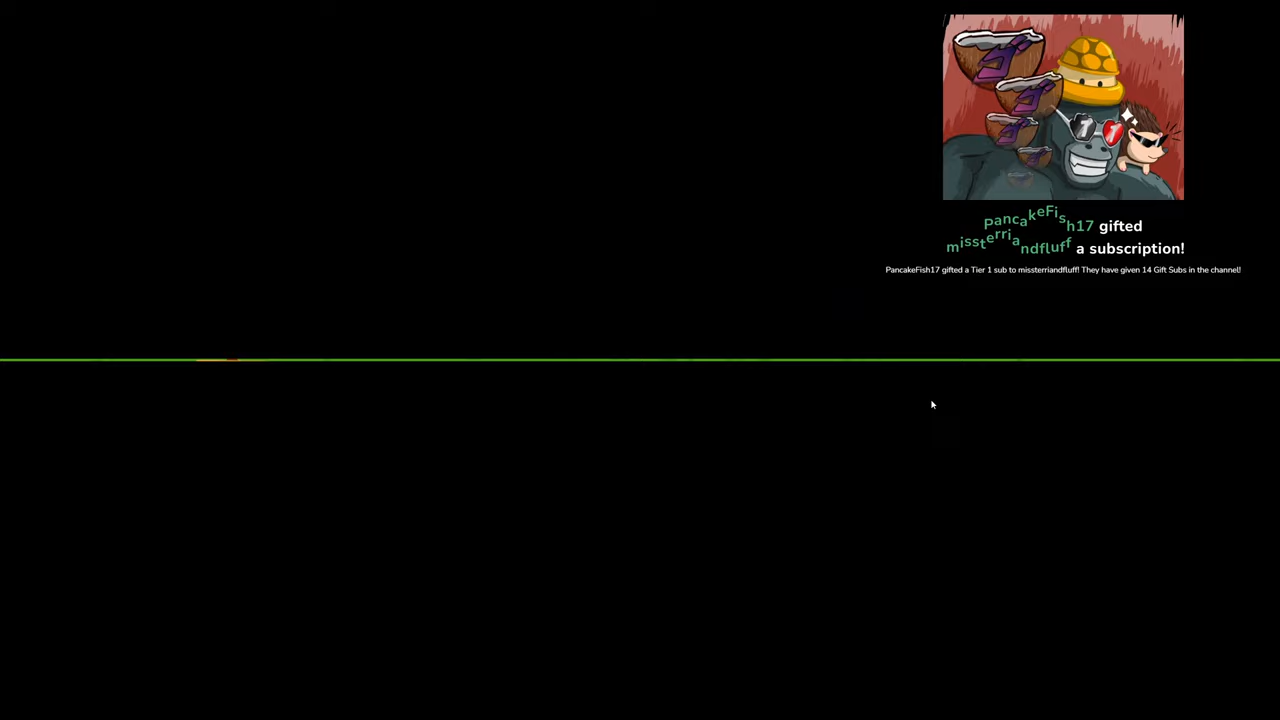 PancakeFish17 gifted
missterriandfluff a subscription!
PancakeFish17 gifted a Tier 1 sub to missterriandfluff! They have given 14 Gift Subs in the channel!